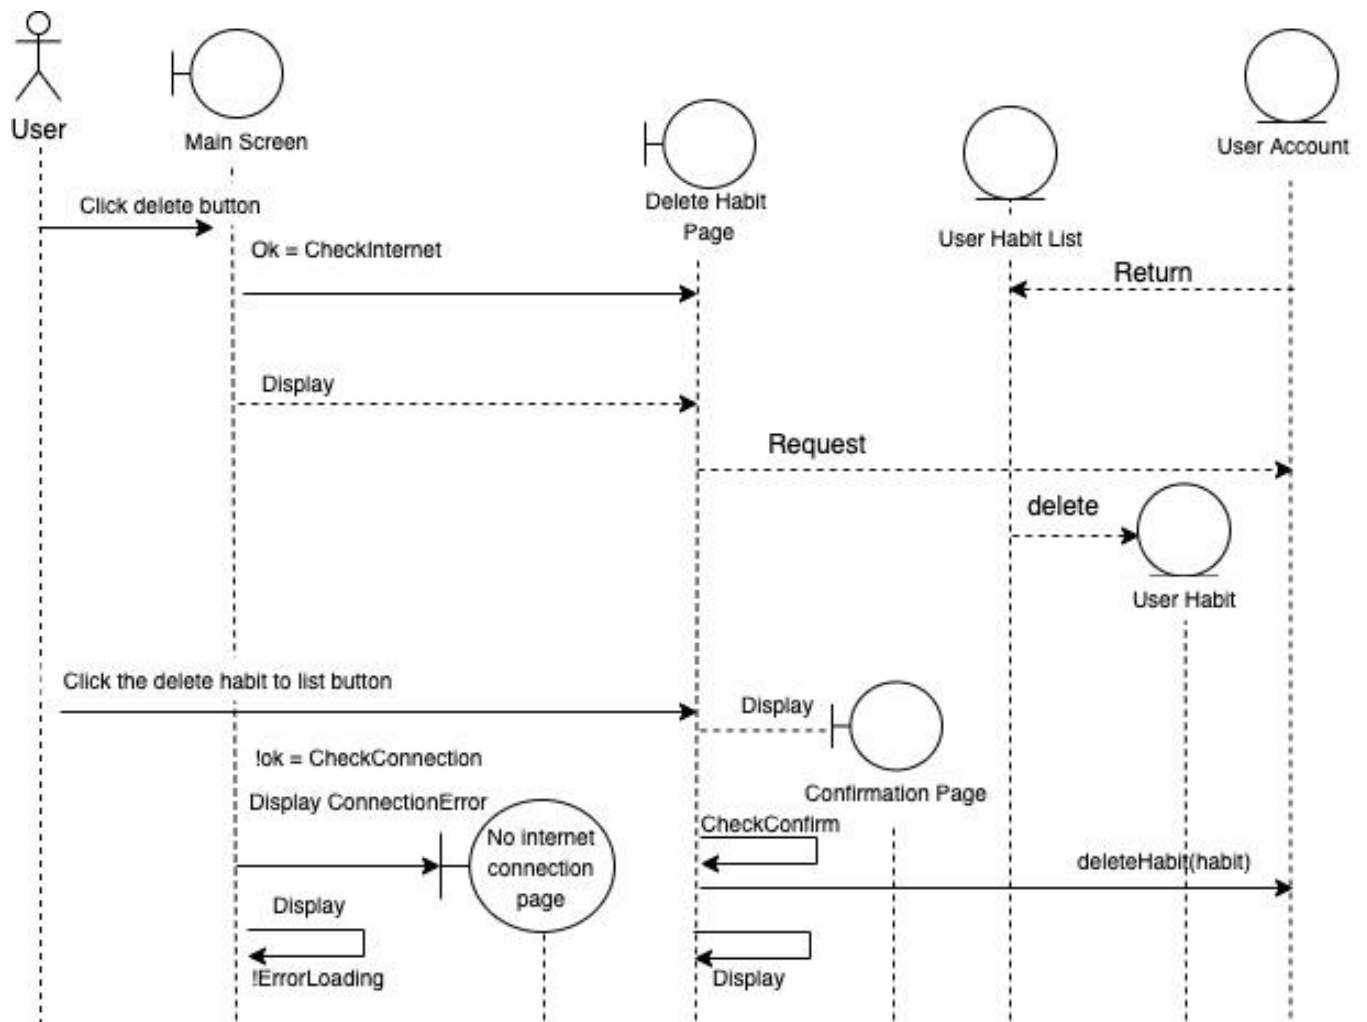 User
Main Screen
User Account
Delete Habit
Page
User Habit List
Click delete button
Ok = CheckInternet
Return
Display
Request
delete
User Habit
Click the delete habit to list button
Display
!ok = CheckConnection
Confirmation Page
Display ConnectionError
No internet
connection
page
CheckConfirm
deleteHabit(habit)
Display
!ErrorLoading
Display